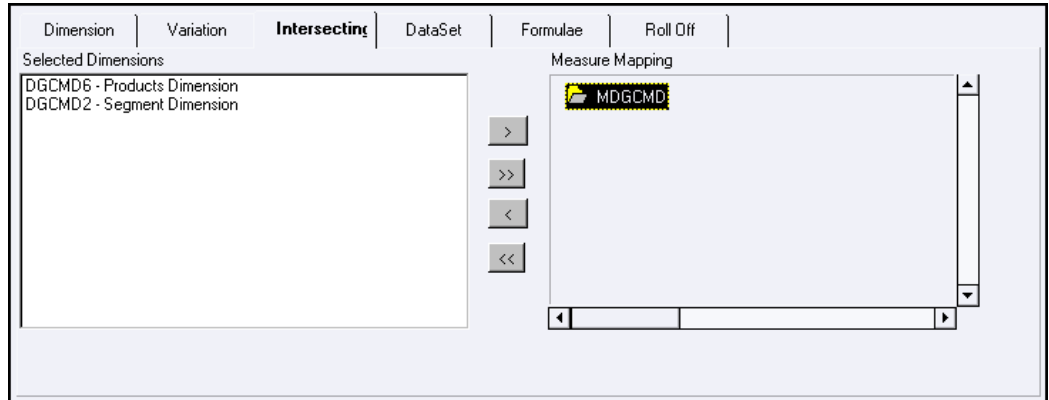 Dimension Variation Intersecting DataSet Formulae Roll Off
Selected Dimensions Measure Mapping
DGCMD6 - Products Dimension
DGCMD2 - Segment Dimension
MDGCMD
>
>>
<
<<